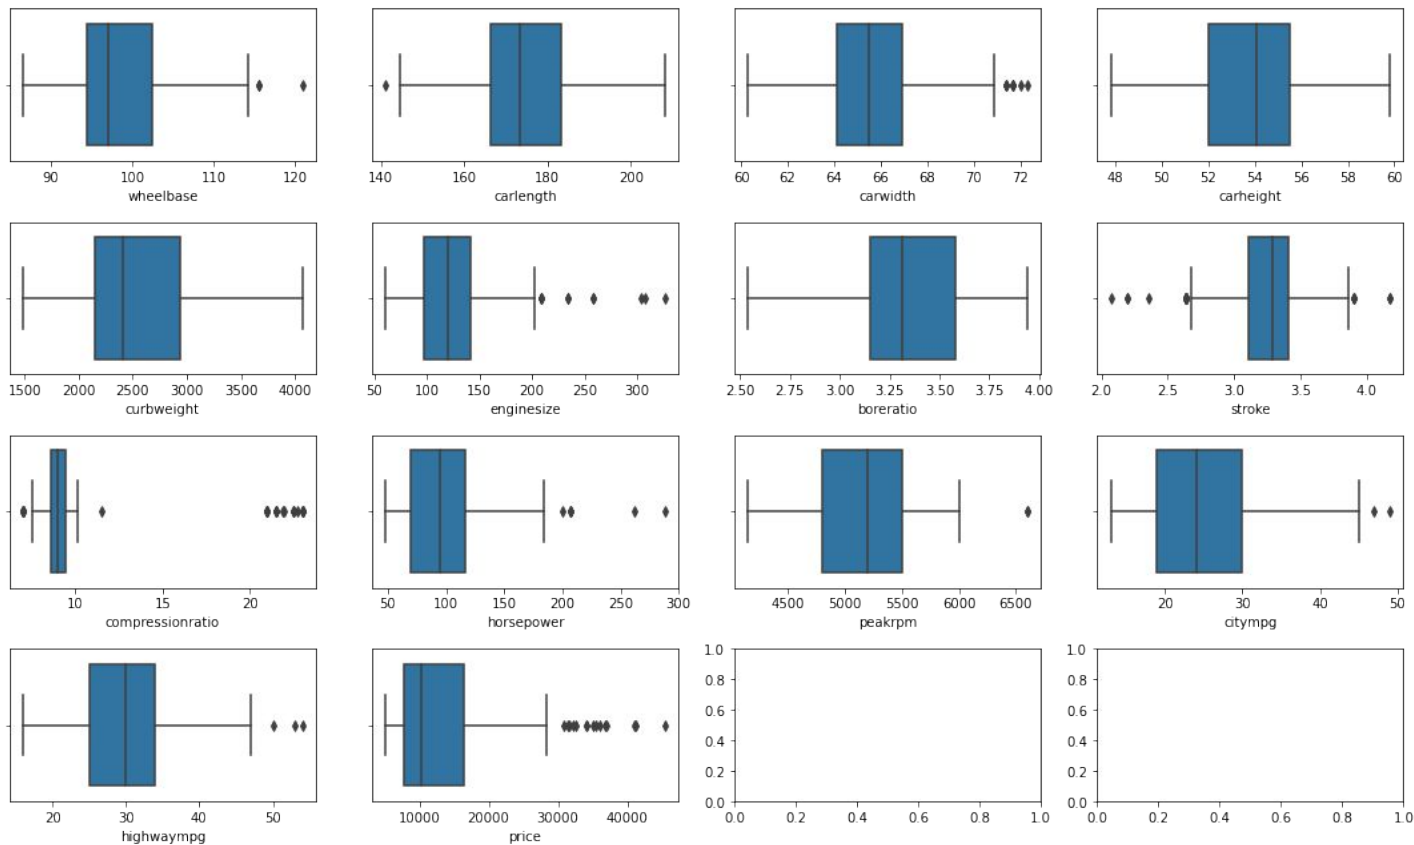 90 100 110 120
wheelbase
140 160 180 200
carlength
60 62 64 66 68 70 72
carwidth
48 50 52 54 56 58 60
carheight
1500 2000 2500 3000 3500 4000
curbweight
50 100 150 200 250 300
enginesize
2.50 2.75 3.00 3.25 3.50 3.75 4.00
boreratio
2.0 2.5 3.0 3.5 4.0
stroke
10 15 20
compressionratio
50 100 150 200 250 300
horsepower
4500 5000 5500 6000 6500
peakrpm
20 30 40 50
citympg
20 30 40 50
highwaympg
10000 20000 30000 40000
price
1.0
0.8
0.6
0.4
0.2
0.0
0.0 0.2 0.4 0.6 0.8 1.0
1.0
0.8
0.6
0.4
0.2
0.0
0.0 0.2 0.4 0.6 0.8 1.0